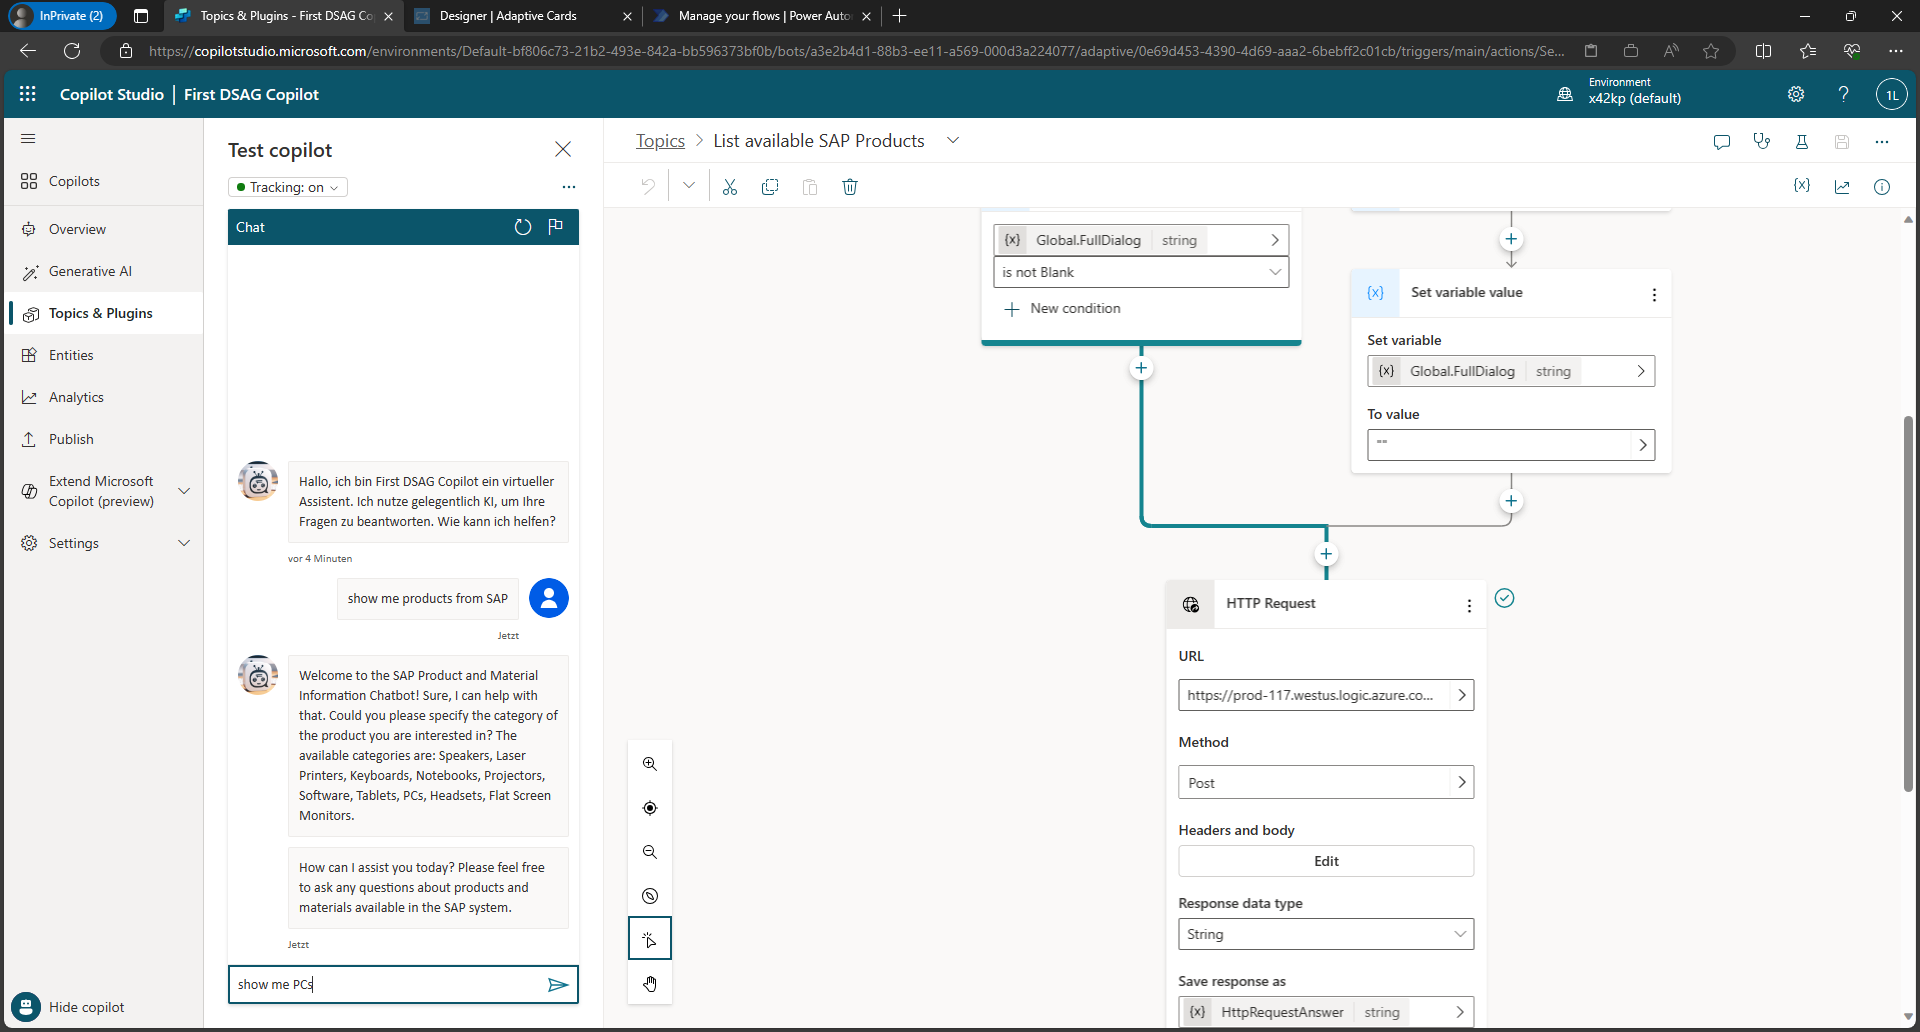 InPrivate (2)
Topics & Plugins - First DSAG Co
Designer | Adaptive Cards
Manage your flows | Power Auto
https://copilotstudio.microsoft.com/environments/Default-bf806c73-21b2-493e-842a-bb596373bf0b/bots/a3e2b4d1-88b3-ee11-a569-000d3a224077/adaptive/0e69d453-4390-4d69-aaa2-6bebff2c01cb/triggers/main/actions/Se...
Copilot Studio | First DSAG Copilot
Environment
x42kp (default)
1L
Copilots
Overview
Generative AI
Topics & Plugins
Entities
Analytics
Publish
Extend Microsoft
Copilot (preview)
Settings
Hide copilot
Test copilot
Tracking: on
Chat
Hallo, ich bin First DSAG Copilot ein virtueller
Assistent. Ich nutze gelegentlich KI, um Ihre
Fragen zu beantworten. Wie kann ich helfen?
vor 4 Minuten
show me products from SAP
Jetzt
Welcome to the SAP Product and Material
Information Chatbot! Sure, I can help with
that. Could you please specify the category of
the product you are interested in? The
available categories are: Speakers, Laser
Printers, Keyboards, Notebooks, Projectors,
Software, Tablets, PCs, Headsets, Flat Screen
Monitors.
How can I assist you today? Please feel free
to ask any questions about products and
materials available in the SAP system.
Jetzt
show me PCs
Topics > List available SAP Products
{x} Global.FullDialog string
is not Blank
New condition
{x} Set variable value
Set variable
{x} Global.FullDialog string
To value
""
HTTP Request
URL
https://prod-117.westus.logic.azure.co...
Method
Post
Headers and body
Edit
Response data type
String
Save response as
{x} HttpRequestAnswer string